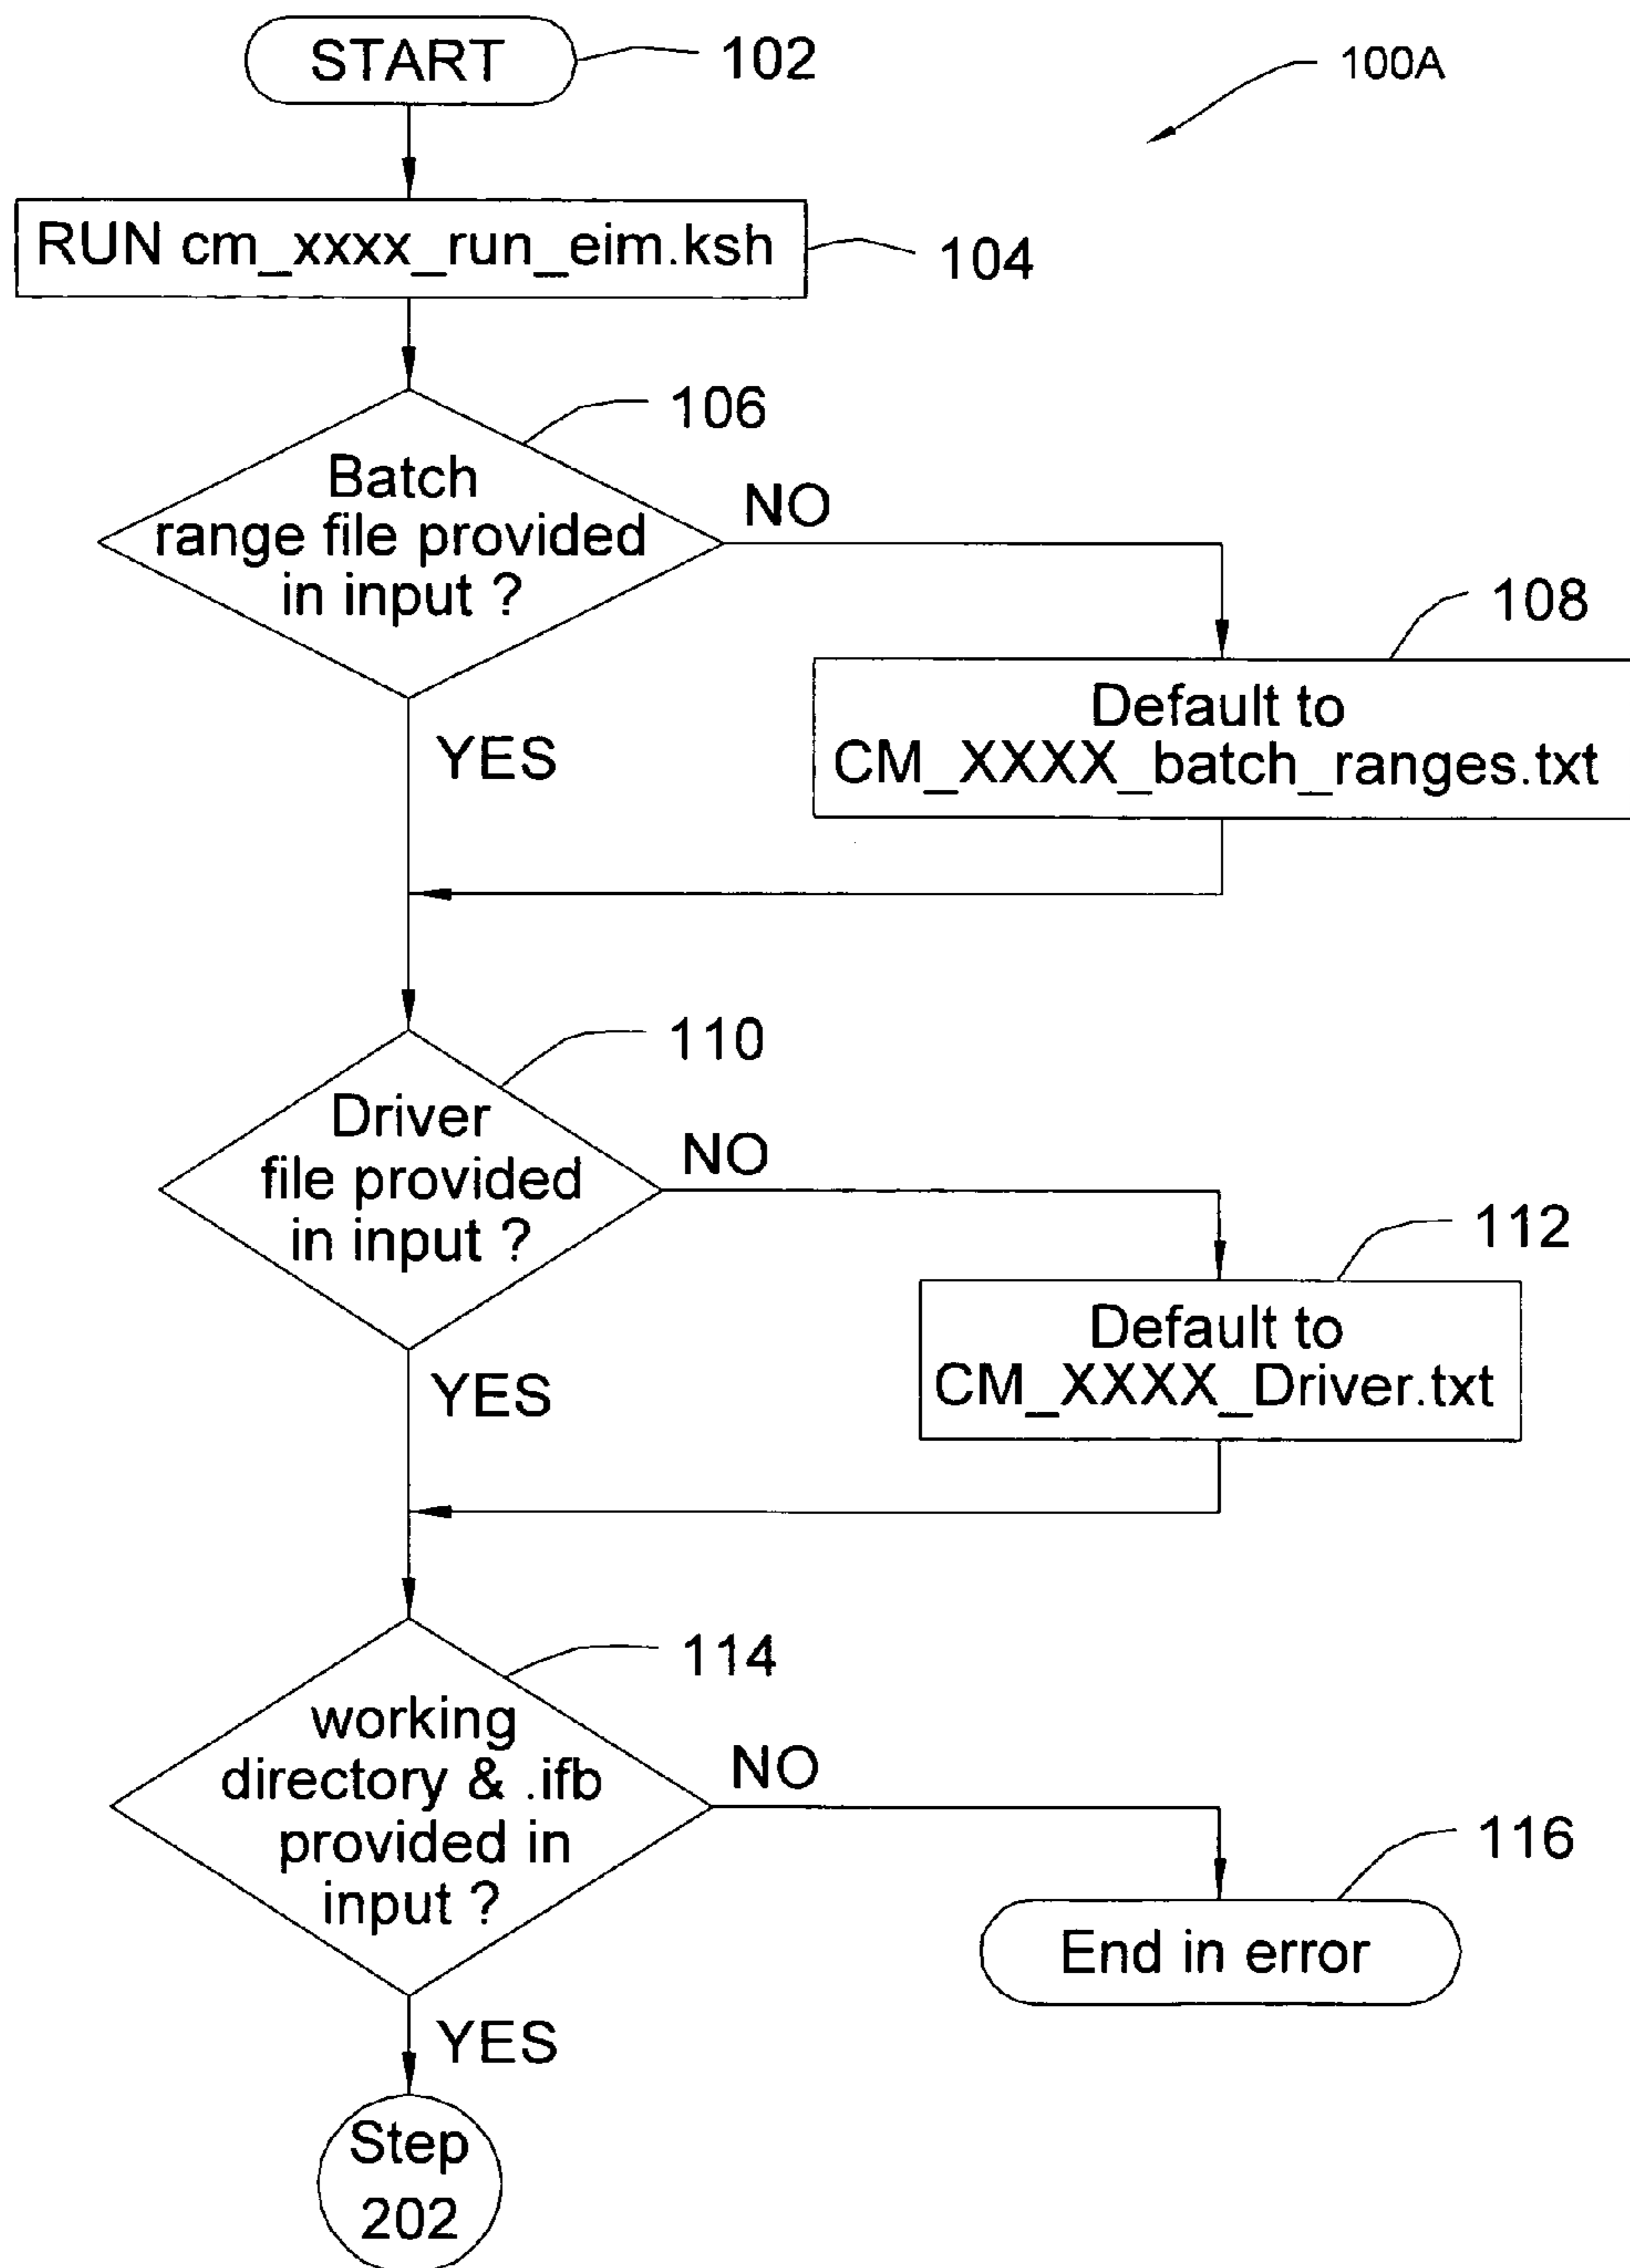 START
102
100A
RUN cm_xxxx_run_eim.ksh
104
106
Batch
range file provided
in input ?
NO
YES
108
Default to
CM_XXXX_batch_ranges.txt
110
Driver
file provided
in input ?
NO
YES
112
Default to
CM_XXXX_Driver.txt
114
working
directory & .ifb
provided in
input ?
NO
YES
116
End in error
Step
202